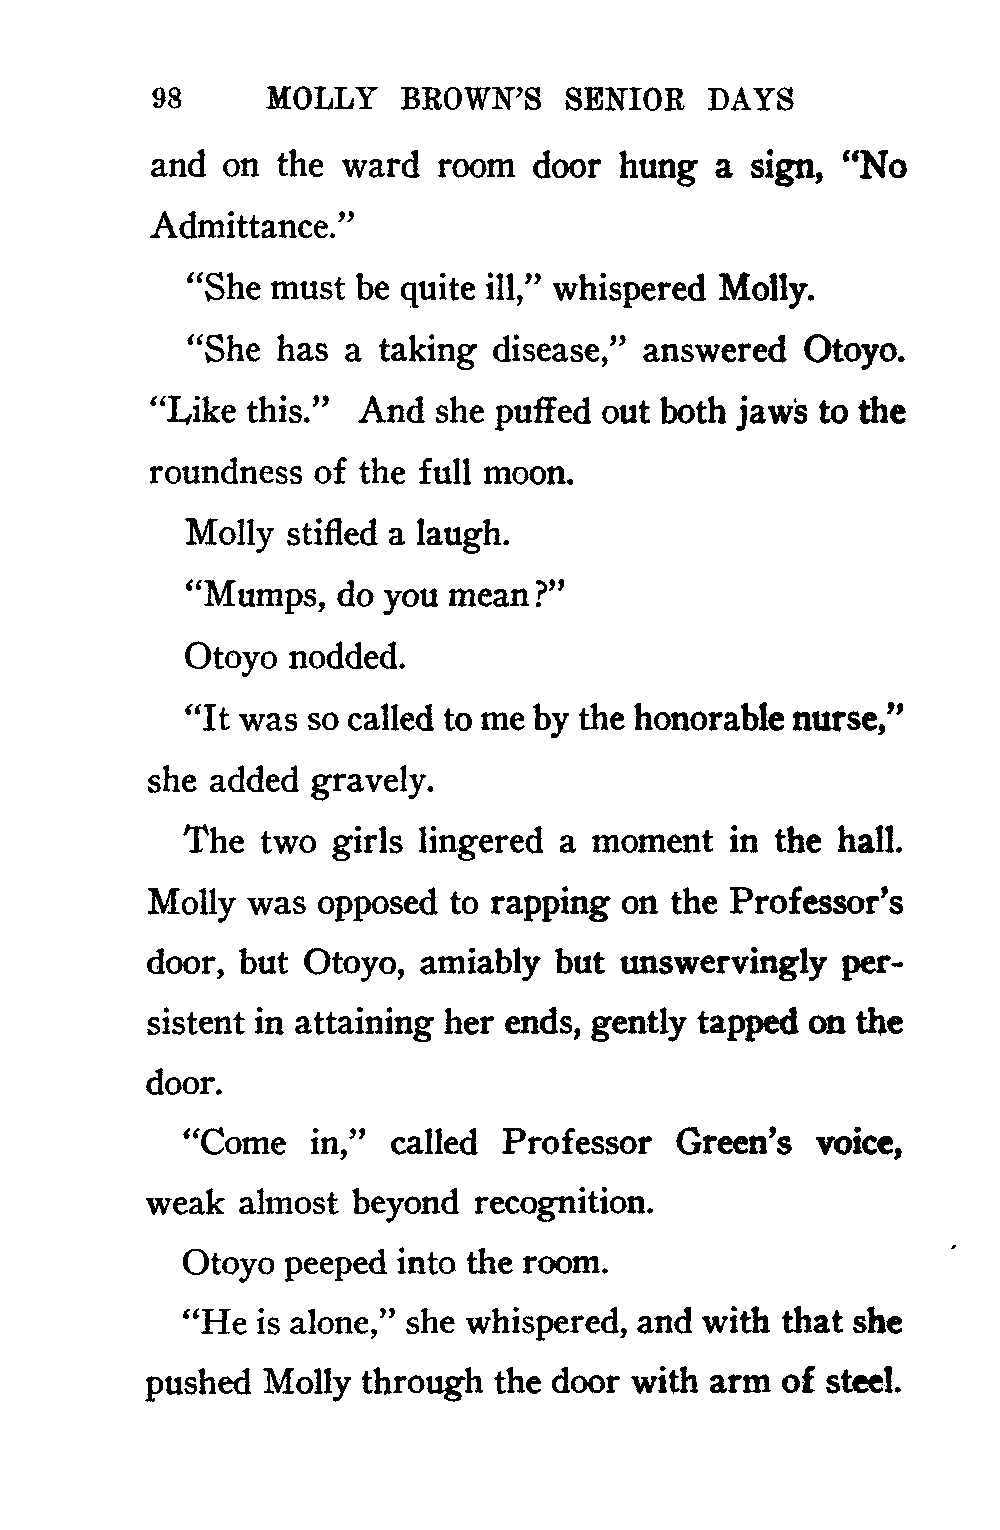 98 MOLLY BROWN'S SENIOR DAYS
and on the ward room door hung a sign, “No
Admittance.”
“She must be quite ill,” whispered Molly.
“She has a taking disease,” answered Otoyo.
“Like this.” And she puffed out both jaws to the
roundness of the full moon.
Molly stifled a laugh.
“Mumps, do you mean?”
Otoyo nodded.
“It was so called to me by the honorable nurse,”
she added gravely.
The two girls lingered a moment in the hall.
Molly was opposed to rapping on the Professor's
door, but Otoyo, amiably but unswervingly per-
sistent in attaining her ends, gently tapped on the
door.
“Come in,” called Professor Green's voice,
weak almost beyond recognition.
Otoyo peeped into the room.
“He is alone,” she whispered, and with that she
pushed Molly through the door with arm of steel.